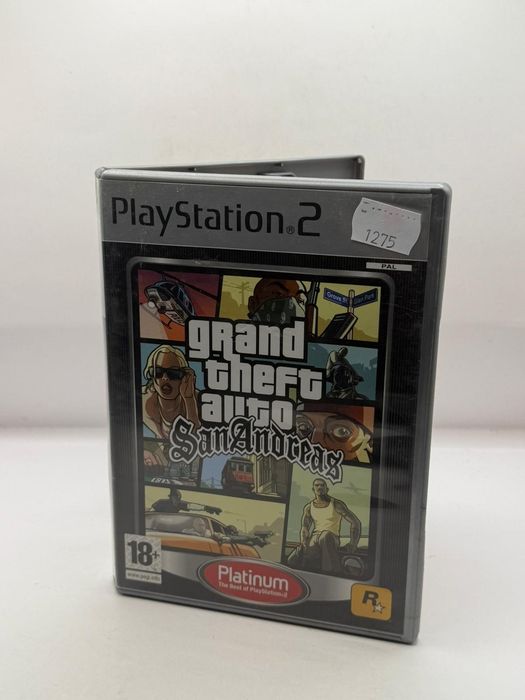 PlayStation®2
1275
PAL
Grove St
grand
theft
auto
San Andreas
18+
www.pegi.info
Platinum
The Best of PlayStation®2
R